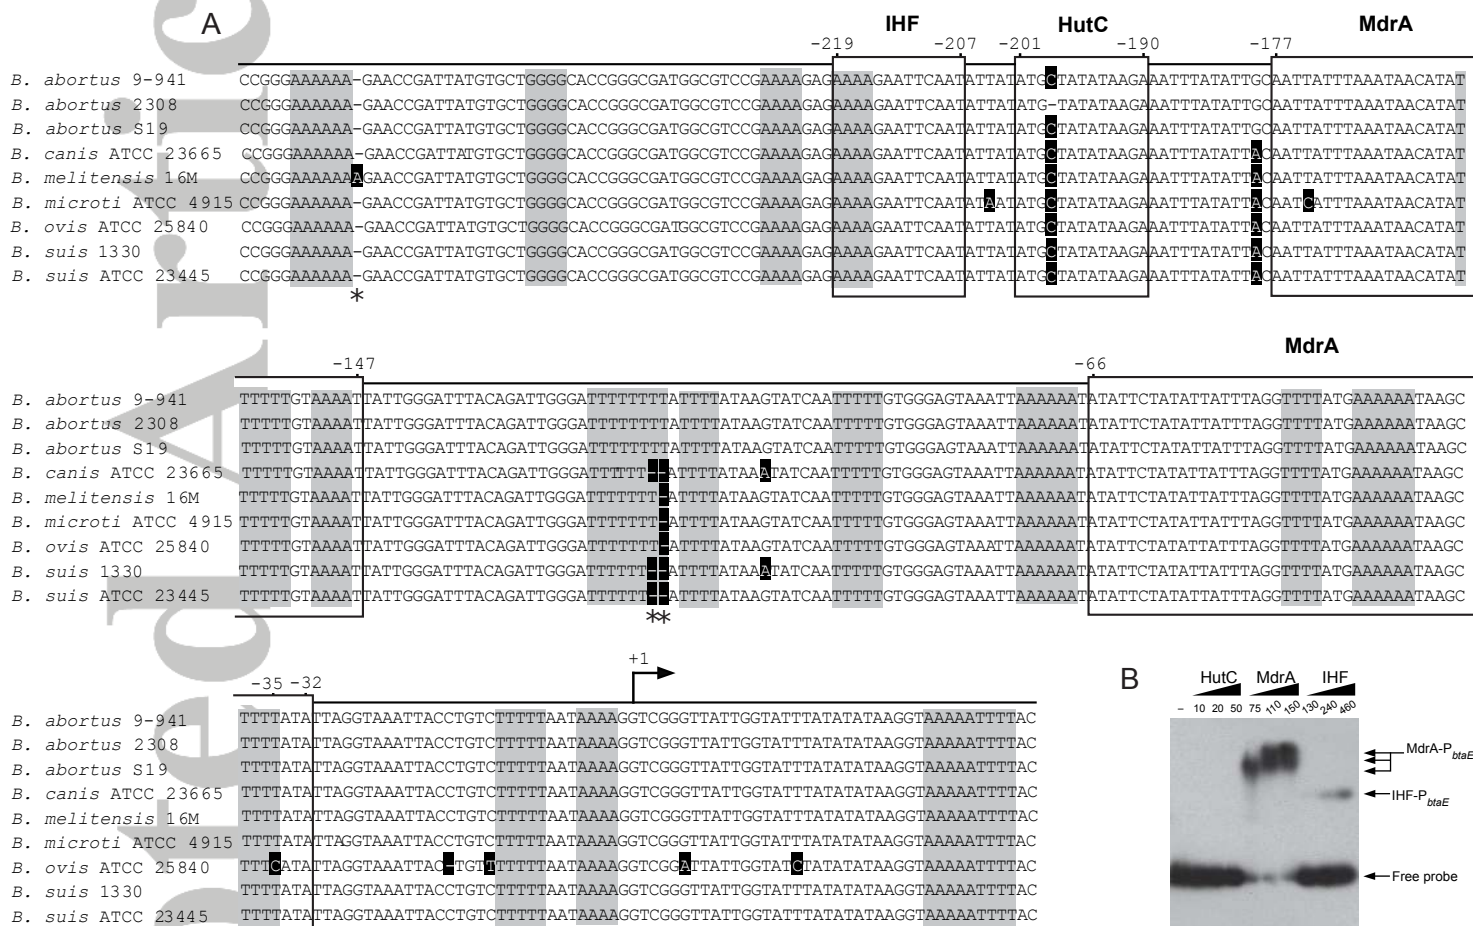 A
IHF HutC MdrA
-219 -207 -201 -190 -177
B. abortus 9-941 CCGGGAAAAAA-GAACCGATTATGTGCTGGGGCACCGGGCGATGGCGTCCGAAAAGAGAAAAGAATTCAATATTATATGCTATATAAGAAATTTATATTGCAATTATTTAAATAACATAT
B. abortus 2308 CCGGGAAAAAA-GAACCGATTATGTGCTGGGGCACCGGGCGATGGCGTCCGAAAAGAGAAAAGAATTCAATATTATATG-TATATAAGAAATTTATATTGCAATTATTTAAATAACATAT
B. abortus S19 CCGGGAAAAAA-GAACCGATTATGTGCTGGGGCACCGGGCGATGGCGTCCGAAAAGAGAAAAGAATTCAATATTATATGCTATATAAGAAATTTATATTGCAATTATTTAAATAACATAT
B. canis ATCC 23665 CCGGGAAAAAA-GAACCGATTATGTGCTGGGGCACCGGGCGATGGCGTCCGAAAAGAGAAAAGAATTCAATATTATATGCTATATAAGAAATTTATATTACAATTATTTAAATAACATAT
B. melitensis 16M CCGGGAAAAAAAGAACCGATTATGTGCTGGGGCACCGGGCGATGGCGTCCGAAAAGAGAAAAGAATTCAATATTATATGCTATATAAGAAATTTATATTACAATTATTTAAATAACATAT
B. microti ATCC 4915 CCGGGAAAAAA-GAACCGATTATGTGCTGGGGCACCGGGCGATGGCGTCCGAAAAGAGAAAAGAATTCAATATAATATGCTATATAAGAAATTTATATTACAATCATTTAAATAACATAT
B. ovis ATCC 25840 CCGGGAAAAAA-GAACCGATTATGTGCTGGGGCACCGGGCGATGGCGTCCGAAAAGAGAAAAGAATTCAATATTATATGCTATATAAGAAATTTATATTACAATTATTTAAATAACATAT
B. suis 1330 CCGGGAAAAAA-GAACCGATTATGTGCTGGGGCACCGGGCGATGGCGTCCGAAAAGAGAAAAGAATTCAATATTATATGCTATATAAGAAATTTATATTACAATTATTTAAATAACATAT
B. suis ATCC 23445 CCGGGAAAAAA-GAACCGATTATGTGCTGGGGCACCGGGCGATGGCGTCCGAAAAGAGAAAAGAATTCAATATTATATGCTATATAAGAAATTTATATTACAATTATTTAAATAACATAT
*
MdrA
-147 -66
B. abortus 9-941 TTTTTGTAAAATTATTGGGATTTACAGATTGGGATTTTTTTTATTTTATAAGTATCAATTTTTGTGGGAGTAAATTAAAAAATATATTCTATATTATTTAGGTTTTATGAAAAAATAAGC
B. abortus 2308 TTTTTGTAAAATTATTGGGATTTACAGATTGGGATTTTTTTTATTTTATAAGTATCAATTTTTGTGGGAGTAAATTAAAAAATATATTCTATATTATTTAGGTTTTATGAAAAAATAAGC
B. abortus S19 TTTTTGTAAAATTATTGGGATTTACAGATTGGGATTTTTTTTATTTTATAAGTATCAATTTTTGTGGGAGTAAATTAAAAAATATATTCTATATTATTTAGGTTTTATGAAAAAATAAGC
B. canis ATCC 23665 TTTTTGTAAAATTATTGGGATTTACAGATTGGGATTTTTT--ATTTTATAAATATCAATTTTTGTGGGAGTAAATTAAAAAATATATTCTATATTATTTAGGTTTTATGAAAAAATAAGC
B. melitensis 16M TTTTTGTAAAATTATTGGGATTTACAGATTGGGATTTTTTT-ATTTTATAAGTATCAATTTTTGTGGGAGTAAATTAAAAAATATATTCTATATTATTTAGGTTTTATGAAAAAATAAGC
B. microti ATCC 4915 TTTTTGTAAAATTATTGGGATTTACAGATTGGGATTTTTTT-ATTTTATAAGTATCAATTTTTGTGGGAGTAAATTAAAAAATATATTCTATATTATTTAGGTTTTATGAAAAAATAAGC
B. ovis ATCC 25840 TTTTTGTAAAATTATTGGGATTTACAGATTGGGATTTTTTT-ATTTTATAAGTATCAATTTTTGTGGGAGTAAATTAAAAAATATATTCTATATTATTTAGGTTTTATGAAAAAATAAGC
B. suis 1330 TTTTTGTAAAATTATTGGGATTTACAGATTGGGATTTTTT--ATTTTATAAATATCAATTTTTGTGGGAGTAAATTAAAAAATATATTCTATATTATTTAGGTTTTATGAAAAAATAAGC
B. suis ATCC 23445 TTTTTGTAAAATTATTGGGATTTACAGATTGGGATTTTTT--ATTTTATAAGTATCAATTTTTGTGGGAGTAAATTAAAAAATATATTCTATATTATTTAGGTTTTATGAAAAAATAAGC
**
+1
-35 -32
B. abortus 9-941 TTTTATATTAGGTAAATTACCTGTCTTTTTAATAAAAGGTCGGGTTATTGGTATTTATATATAAGGTAAAAATTTTAC
B. abortus 2308 TTTTATATTAGGTAAATTACCTGTCTTTTTAATAAAAGGTCGGGTTATTGGTATTTATATATAAGGTAAAAATTTTAC
B. abortus S19 TTTTATATTAGGTAAATTACCTGTCTTTTTAATAAAAGGTCGGGTTATTGGTATTTATATATAAGGTAAAAATTTTAC
B. canis ATCC 23665 TTTTATATTAGGTAAATTACCTGTCTTTTTAATAAAAGGTCGGGTTATTGGTATTTATATATAAGGTAAAAATTTTAC
B. melitensis 16M TTTTATATTAGGTAAATTACCTGTCTTTTTAATAAAAGGTCGGGTTATTGGTATTTATATATAAGGTAAAAATTTTAC
B. microti ATCC 4915 TTTTATATTAGGTAAATTACCTGTCTTTTTAATAAAAGGTCGGGTTATTGGTATTTATATATAAGGTAAAAATTTTAC
B. ovis ATCC 25840 TTTCATATTAGGTAAATTAC-TGTTTTTTTAATAAAAGGTCGGATTATTGGTATCTATATATAAGGTAAAAATTTTAC
B. suis 1330 TTTTATATTAGGTAAATTACCTGTCTTTTTAATAAAAGGTCGGGTTATTGGTATTTATATATAAGGTAAAAATTTTAC
B. suis ATCC 23445 TTTTATATTAGGTAAATTACCTGTCTTTTTAATAAAAGGTCGGGTTATTGGTATTTATATATAAGGTAAAAATTTTAC
B
HutC MdrA IHF
– 10 20 50 75 110 150 130 240 460
MdrA-PbtaE
IHF-PbtaE
Free probe